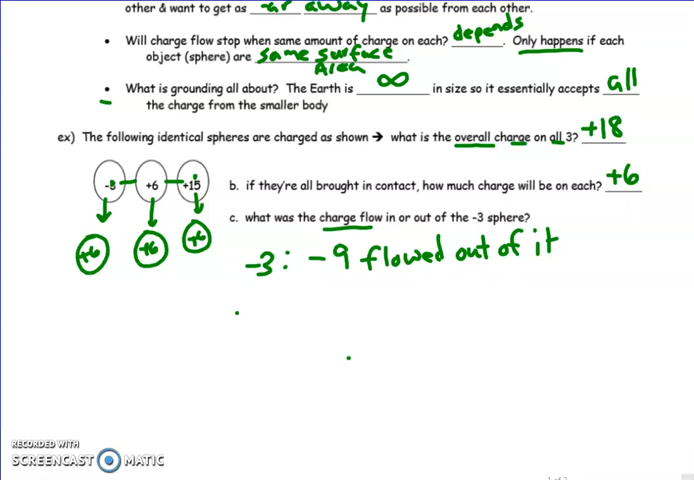 other & want to get as far away as possible from each other.
• Will charge flow stop when same amount of charge on each? depends. Only happens if each
object (sphere) are same surface Area.
• What is grounding all about? The Earth is ∞ in size so it essentially accepts all
the charge from the smaller body
ex) The following identical spheres are charged as shown → what is the overall charge on all 3? +18
-3 +6 +15
b. if they're all brought in contact, how much charge will be on each? +6
c. what was the charge flow in or out of the -3 sphere?
+6 +6 +6
-3: -9 flowed out of it
RECORDED WITH
SCREENCAST MATIC
1 of 2